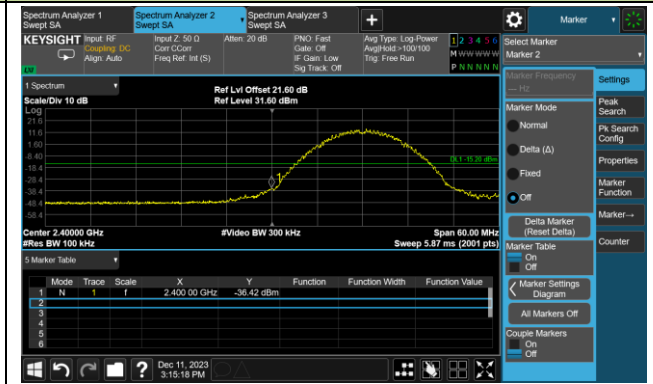 Spectrum Analyzer 1
Swept SA
Spectrum Analyzer 2
Swept SA
Spectrum Analyzer 3
Swept SA
+
Marker
KEYSIGHT
Input: RF
Coupling: DC
Align: Auto
Input Z: 50 Ω
Corr CCorr
Freq Ref: Int (S)
Atten: 20 dB
PNO: Fast
Gate: Off
IF Gain: Low
Sig Track: Off
Avg Type: Log-Power
Avg|Hold:>100/100
Trig: Free Run
1 2 3 4 5 6
M W W W W W
P N N N N N
LXI
Select Marker
Marker 2
1 Spectrum
Scale/Div 10 dB
Ref Lvl Offset 21.60 dB
Ref Level 31.60 dBm
Log
21.6
11.6
1.60
-8.40
-18.4
-28.4
-38.4
-48.4
-58.4
DL1 -15.20 dBm
1
Center 2.40000 GHz
#Res BW 100 kHz
#Video BW 300 kHz
Span 60.00 MHz
Sweep 5.87 ms (2001 pts)
5 Marker Table
Mode Trace Scale X Y Function Function Width Function Value
1 N 1 f 2.400 00 GHz -36.42 dBm
2
3
4
5
6
Marker Frequency
--- Hz
Marker Mode
Normal
Delta (Δ)
Fixed
Off
Delta Marker
(Reset Delta)
Marker Table
On
Off
Marker Settings
Diagram
All Markers Off
Couple Markers
On
Off
Settings
Peak
Search
Pk Search
Config
Properties
Marker
Function
Marker→
Counter
?
Dec 11, 2023
3:15:18 PM